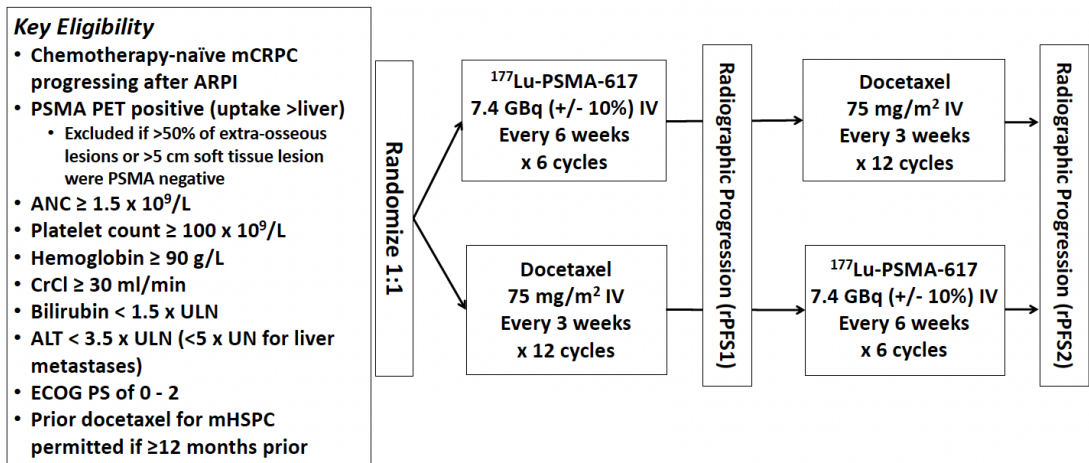 Key Eligibility
• Chemotherapy-naïve mCRPC
progressing after ARPI
• PSMA PET positive (uptake >liver)
• Excluded if >50% of extra-osseous
lesions or >5 cm soft tissue lesion
were PSMA negative
• ANC ≥ 1.5 x 10⁹/L
• Platelet count ≥ 100 x 10⁹/L
• Hemoglobin ≥ 90 g/L
• CrCl ≥ 30 ml/min
• Bilirubin < 1.5 x ULN
• ALT < 3.5 x ULN (<5 x UN for liver
metastases)
• ECOG PS of 0 - 2
• Prior docetaxel for mHSPC
permitted if ≥12 months prior
Randomize 1:1
¹⁷⁷Lu-PSMA-617
7.4 GBq (+/- 10%) IV
Every 6 weeks
x 6 cycles
Docetaxel
75 mg/m² IV
Every 3 weeks
x 12 cycles
Radiographic Progression (rPFS1)
Docetaxel
75 mg/m² IV
Every 3 weeks
x 12 cycles
¹⁷⁷Lu-PSMA-617
7.4 GBq (+/- 10%) IV
Every 6 weeks
x 6 cycles
Radiographic Progression (rPFS2)